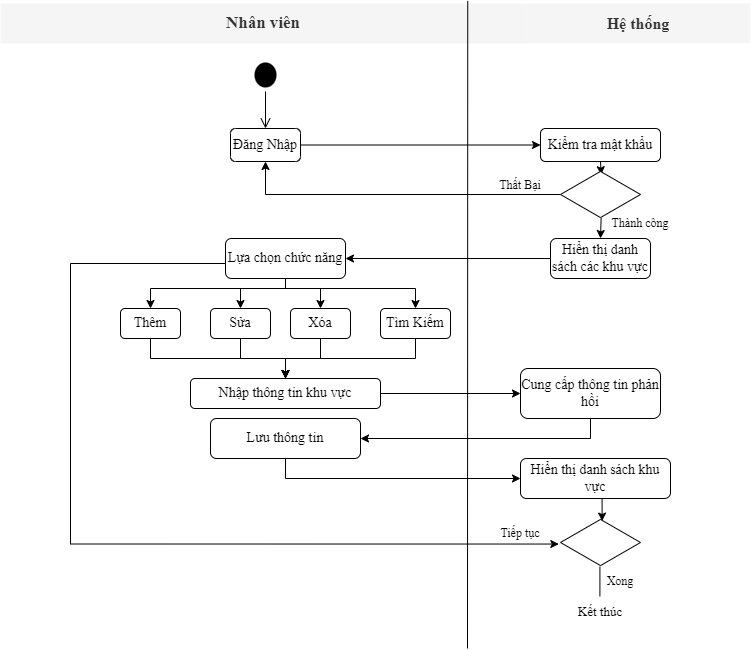 Nhân viên
Hệ thống
Đăng Nhập
Kiểm tra mật khẩu
Thất Bại
Thành công
Lựa chọn chức năng
Hiển thị danh
sách các khu vực
Thêm
Sửa
Xóa
Tìm Kiếm
Nhập thông tin khu vực
Cung cấp thông tin phản
hồi
Lưu thông tin
Hiển thị danh sách khu
vực
Tiếp tục
Xong
Kết thúc